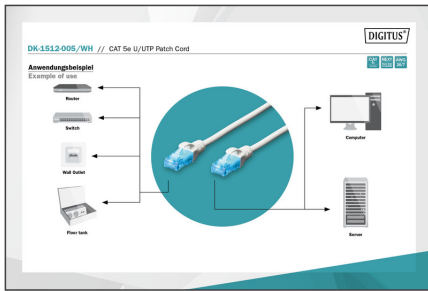 DIGITUS®
DK-1512-005/WH // CAT 5e U/UTP Patch Cord
Anwendungsbeispiel
Example of use
Router
Switch
Wall Outlet
Floor tank
Computer
Server